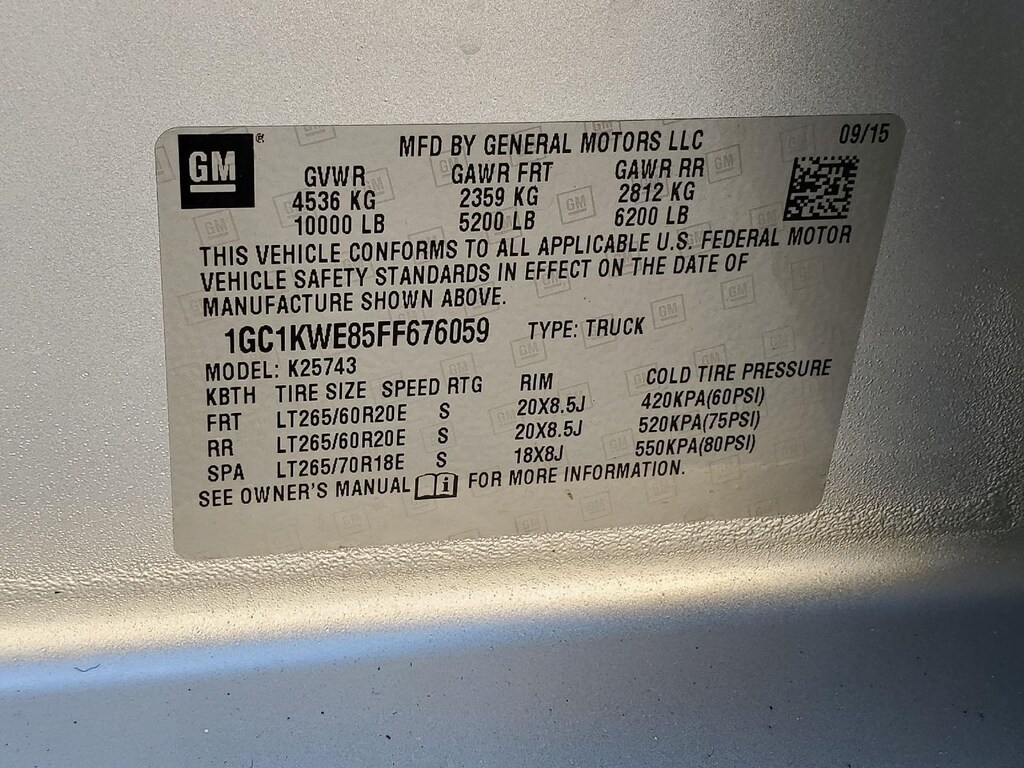 GM ®
MFD BY GENERAL MOTORS LLC 09/15
GVWR GAWR FRT GAWR RR
4536 KG 2359 KG 2812 KG
10000 LB 5200 LB 6200 LB
THIS VEHICLE CONFORMS TO ALL APPLICABLE U.S. FEDERAL MOTOR
VEHICLE SAFETY STANDARDS IN EFFECT ON THE DATE OF
MANUFACTURE SHOWN ABOVE.
1GC1KWE85FF676059 TYPE: TRUCK
MODEL: K25743
KBTH TIRE SIZE SPEED RTG RIM COLD TIRE PRESSURE
FRT LT265/60R20E S 20X8.5J 420KPA(60PSI)
RR LT265/60R20E S 20X8.5J 520KPA(75PSI)
SPA LT265/70R18E S 18X8J 550KPA(80PSI)
SEE OWNER'S MANUAL i FOR MORE INFORMATION.